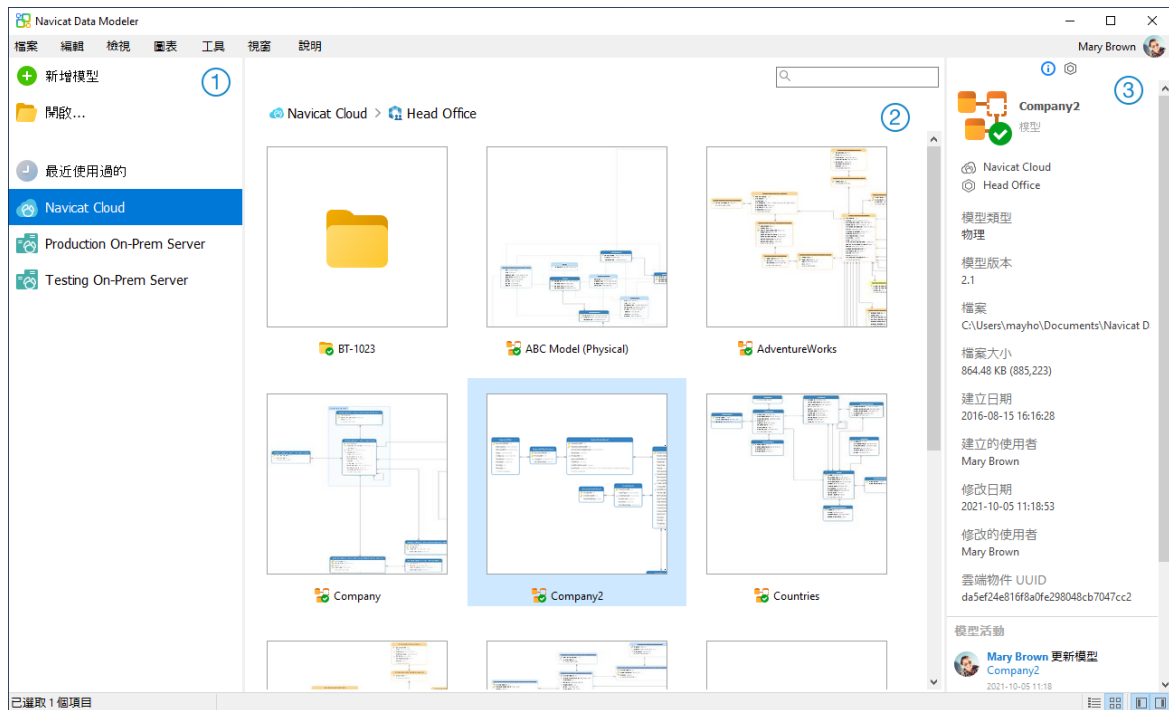 Navicat Data Modeler
檔案 編輯 檢視 圖表 工具 視窗 說明 Mary Brown
新增模型
開啟...
最近使用過的
Navicat Cloud
Production On-Prem Server
Testing On-Prem Server
1
Navicat Cloud > Head Office
2
BT-1023
ABC Model (Physical)
AdventureWorks
Company
Company2
Countries
3
Company2
模型
Navicat Cloud
Head Office
模型類型
物理
模型版本
2.1
檔案
C:\Users\mayho\Documents\Navicat D
檔案大小
864.48 KB (885,223)
建立日期
2016-08-15 16:16:28
建立的使用者
Mary Brown
修改日期
2021-10-05 11:18:53
修改的使用者
Mary Brown
雲端物件 UUID
da5ef24e816f8a0fe298048cb7047cc2
模型活動
Mary Brown 更新模型
Company2
2021-10-05 11:18
已選取 1 個項目